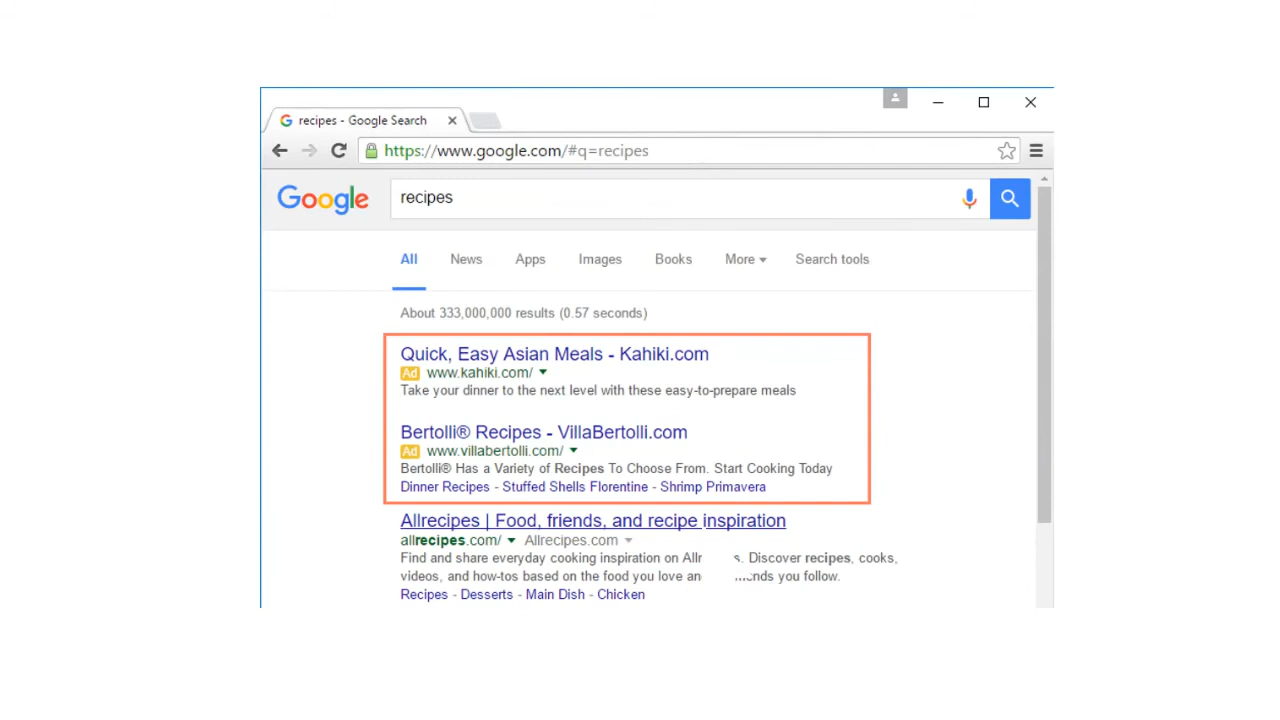 recipes - Google Search
https://www.google.com/#q=recipes
Google
recipes
All News Apps Images Books More Search tools
About 333,000,000 results (0.57 seconds)
Quick, Easy Asian Meals - Kahiki.com
Ad www.kahiki.com/
Take your dinner to the next level with these easy-to-prepare meals
Bertolli® Recipes - VillaBertolli.com
Ad www.villabertolli.com/
Bertolli® Has a Variety of Recipes To Choose From. Start Cooking Today
Dinner Recipes - Stuffed Shells Florentine - Shrimp Primavera
Allrecipes | Food, friends, and recipe inspiration
allrecipes.com/ Allrecipes.com
Find and share everyday cooking inspiration on Discover recipes, cooks,
videos, and how-tos based on the food you love you follow.
Recipes - Desserts - Main Dish - Chicken